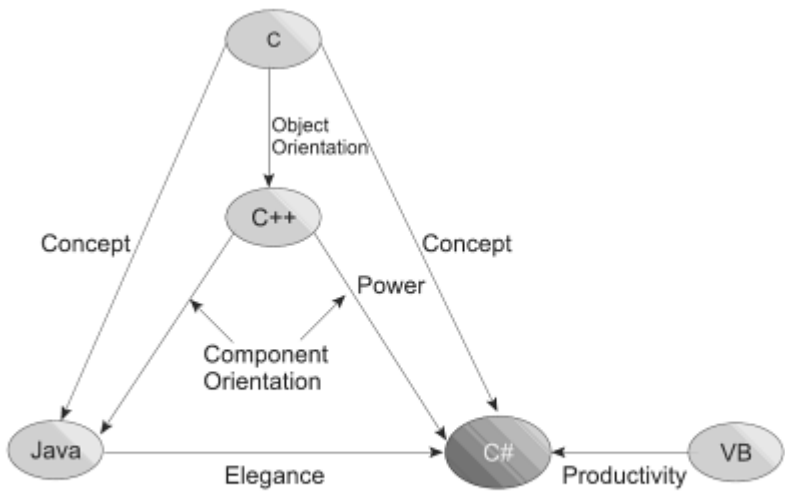 C
Object
Orientation
C++
Concept
Concept
Power
Component
Orientation
Java
C#
VB
Elegance
Productivity